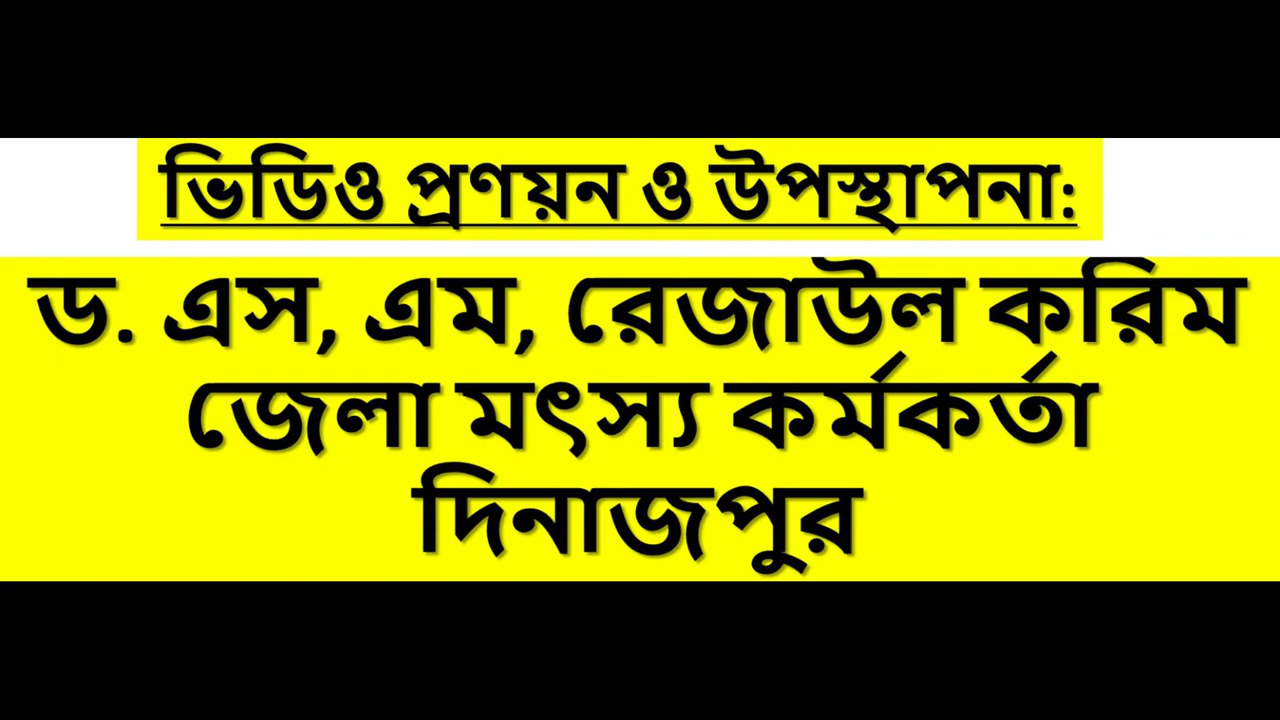 ভিডিও প্রণয়ন ও উপস্থাপনা:
ড. এস, এম, রেজাউল করিম
জেলা মৎস্য কর্মকর্তা
দিনাজপুর